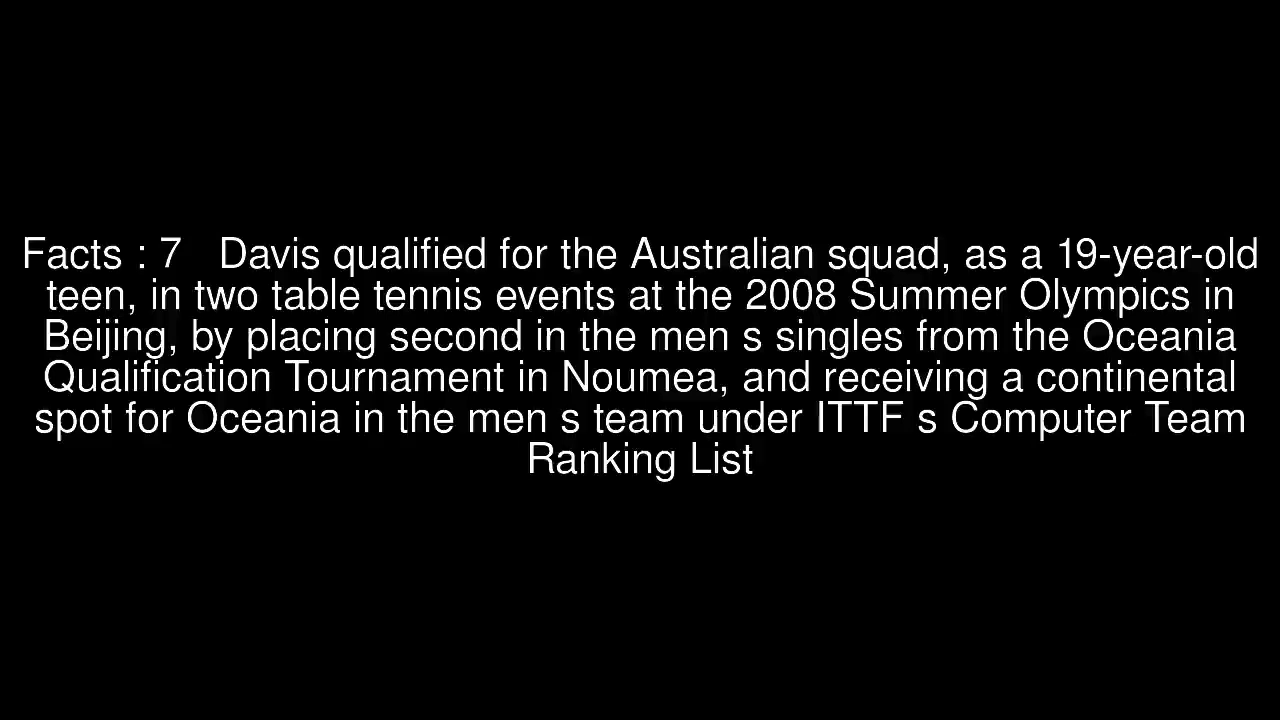 Facts : 7   Davis qualified for the Australian squad, as a 19-year-old
teen, in two table tennis events at the 2008 Summer Olympics in
Beijing, by placing second in the men s singles from the Oceania
Qualification Tournament in Noumea, and receiving a continental
spot for Oceania in the men s team under ITTF s Computer Team
Ranking List